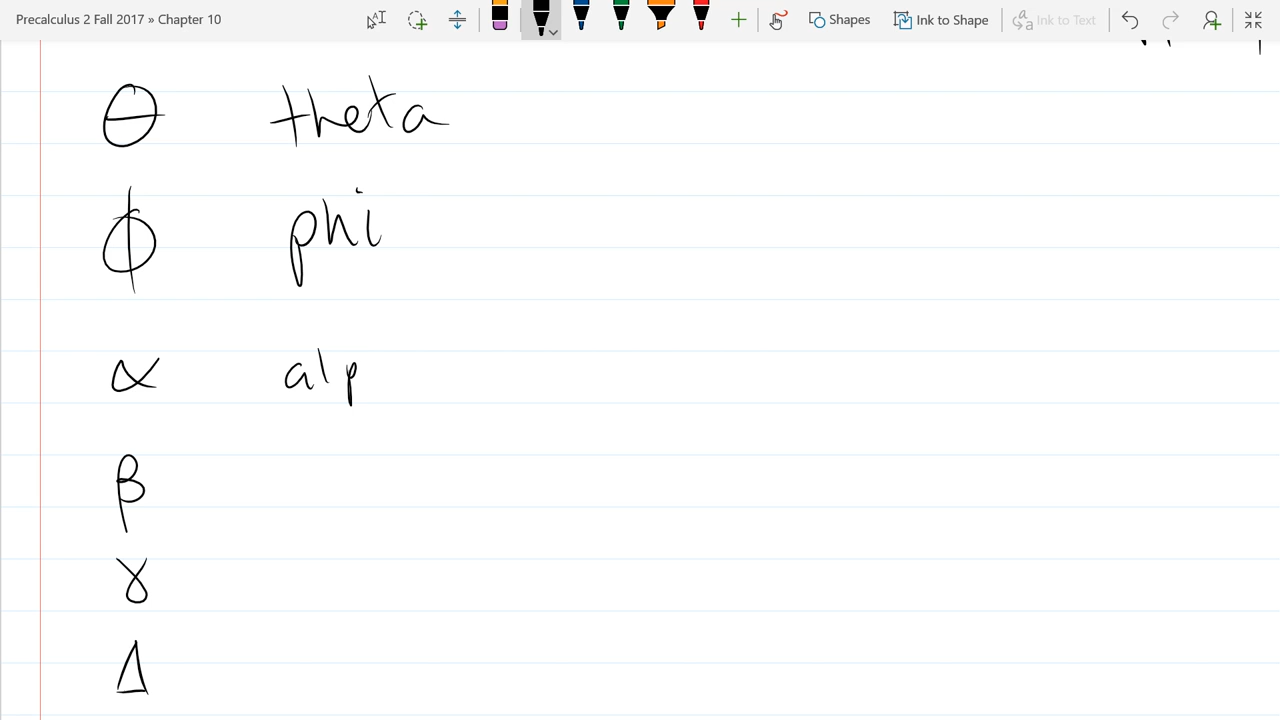 Precalculus 2 Fall 2017 » Chapter 10
Shapes
Ink to Shape
Ink to Text
θ theta
ϕ phi
α alp
β
γ
Δ